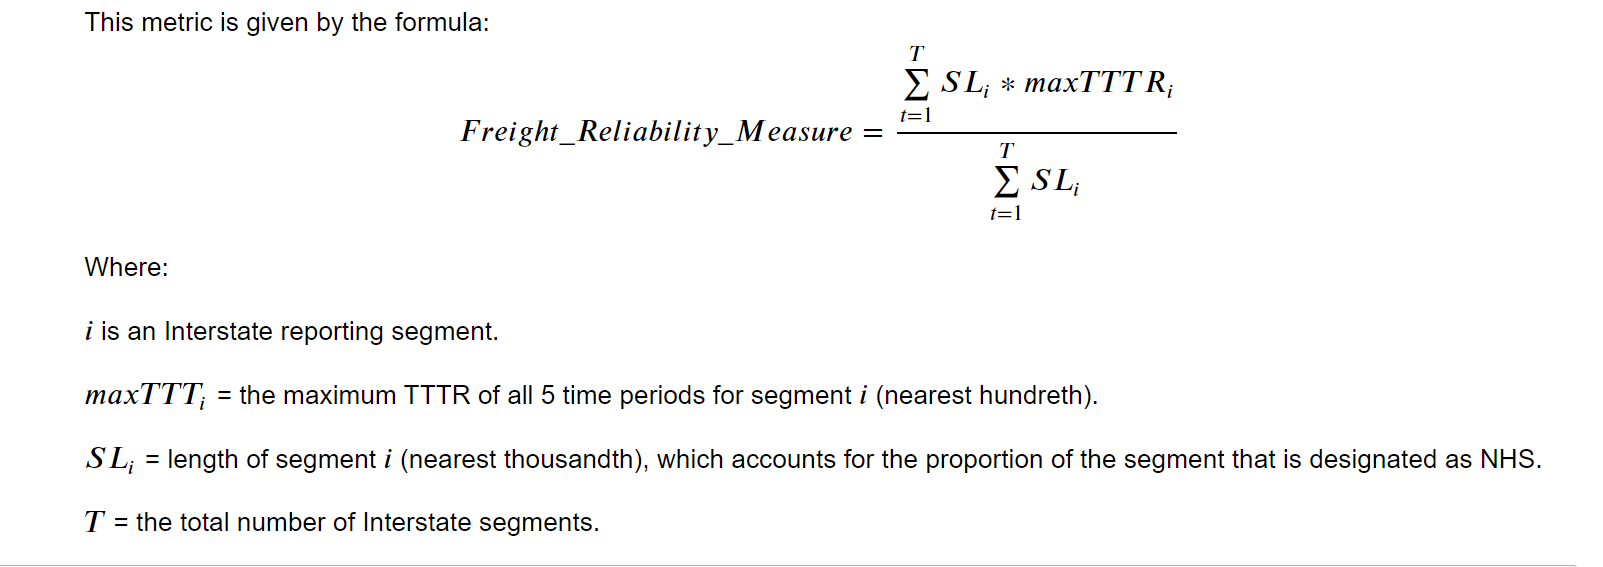 This metric is given by the formula:
Freight_Reliability_Measure = \frac{\sum_{t=1}^{T} SL_i * maxTTTR_i}{\sum_{t=1}^{T} SL_i}
Where:
i is an Interstate reporting segment.
maxTTT_i = the maximum TTTR of all 5 time periods for segment i (nearest hundreth).
SL_i = length of segment i (nearest thousandth), which accounts for the proportion of the segment that is designated as NHS.
T = the total number of Interstate segments.